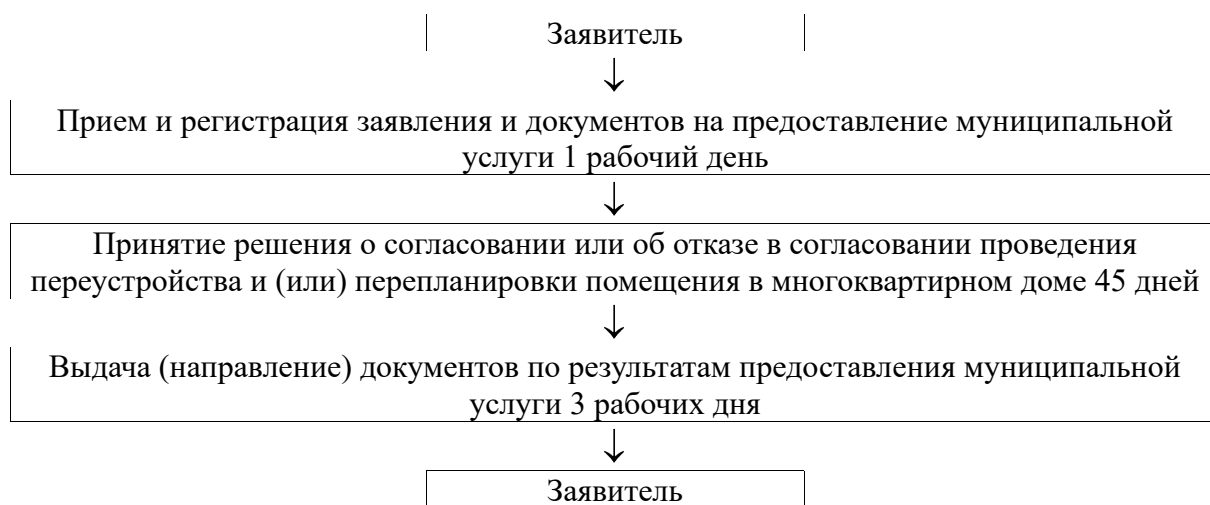 Заявитель
Прием и регистрация заявления и документов на предоставление муниципальной
услуги 1 рабочий день
Принятие решения о согласовании или об отказе в согласовании проведения
переустройства и (или) перепланировки помещения в многоквартирном доме 45 дней
Выдача (направление) документов по результатам предоставления муниципальной
услуги 3 рабочих дня
Заявитель